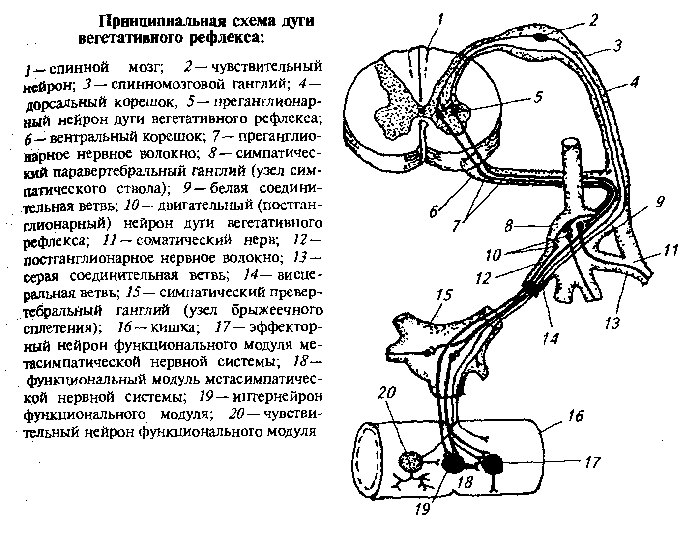 Принципиальная схема дуги
вегетативного рефлекса:
1 — спинной мозг; 2 — чувствительный
нейрон; 3 — спинномозговой ганглий; 4 —
дорсальный корешок, 5 — преганглионар-
ный нейрон дуги вегетативного рефлекса;
6 — вентральный корешок; 7 — преганглио-
нарное нервное волокно; 8 — симпатичес-
кий паравертебральный ганглий (узел сим-
патического ствола); 9 — белая соедини-
тельная ветвь; 10 — двигательный (постган-
глионарный) нейрон дуги вегетативного
рефлекса; 11 — соматический нерв; 12 —
постганглионарное нервное волокно; 13 —
серая соединительная ветвь; 14 — висце-
ральная ветвь; 15 — симпатический превер-
тебральный ганглий (узел брыжеечного
сплетения); 16 — кишка; 17 — эффектор-
ный нейрон функционального модуля ме-
тасимпатической нервной системы; 18 —
функциональный модуль метасимпатичес-
кой нервной системы; 19 — интернейрон
функционального модуля; 20 — чувстви-
тельный нейрон функционального модуля
1
2
3
4
5
6
7
8
9
10
11
12
13
14
15
16
17
18
19
20